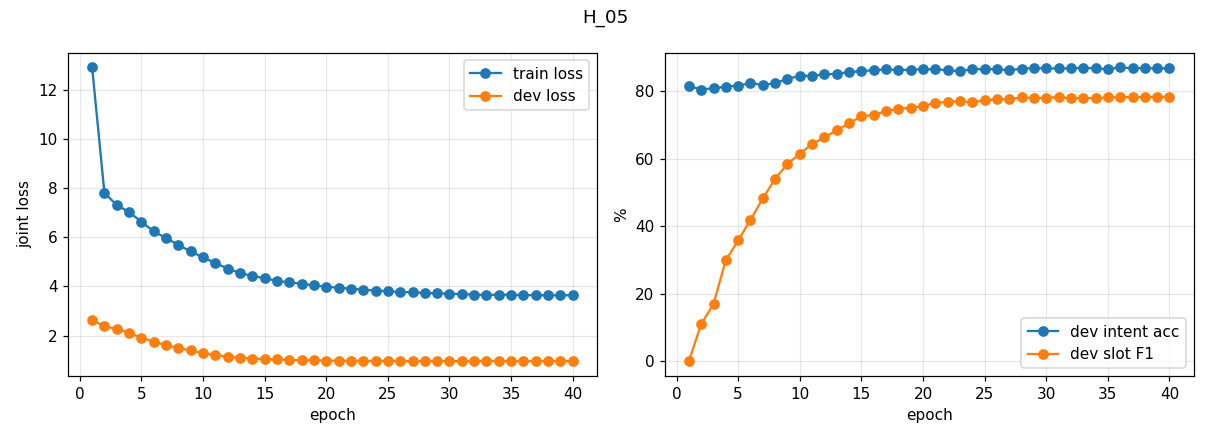 H_05
joint loss
12
10
8
6
4
2
0 5 10 15 20 25 30 35 40
epoch
train loss
dev loss
%
80
60
40
20
0
0 5 10 15 20 25 30 35 40
epoch
dev intent acc
dev slot F1